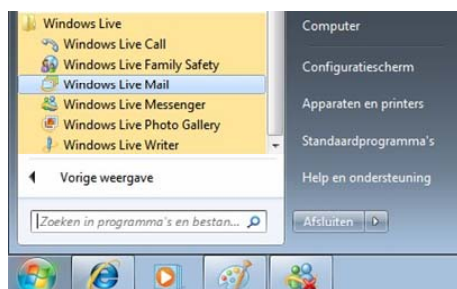 Windows Live
Windows Live Call
Windows Live Family Safety
Windows Live Mail
Windows Live Messenger
Windows Live Photo Gallery
Windows Live Writer
Vorige weergave
Zoeken in programma's en bestan...
Computer
Configuratiescherm
Apparaten en printers
Standaardprogramma's
Help en ondersteuning
Afsluiten